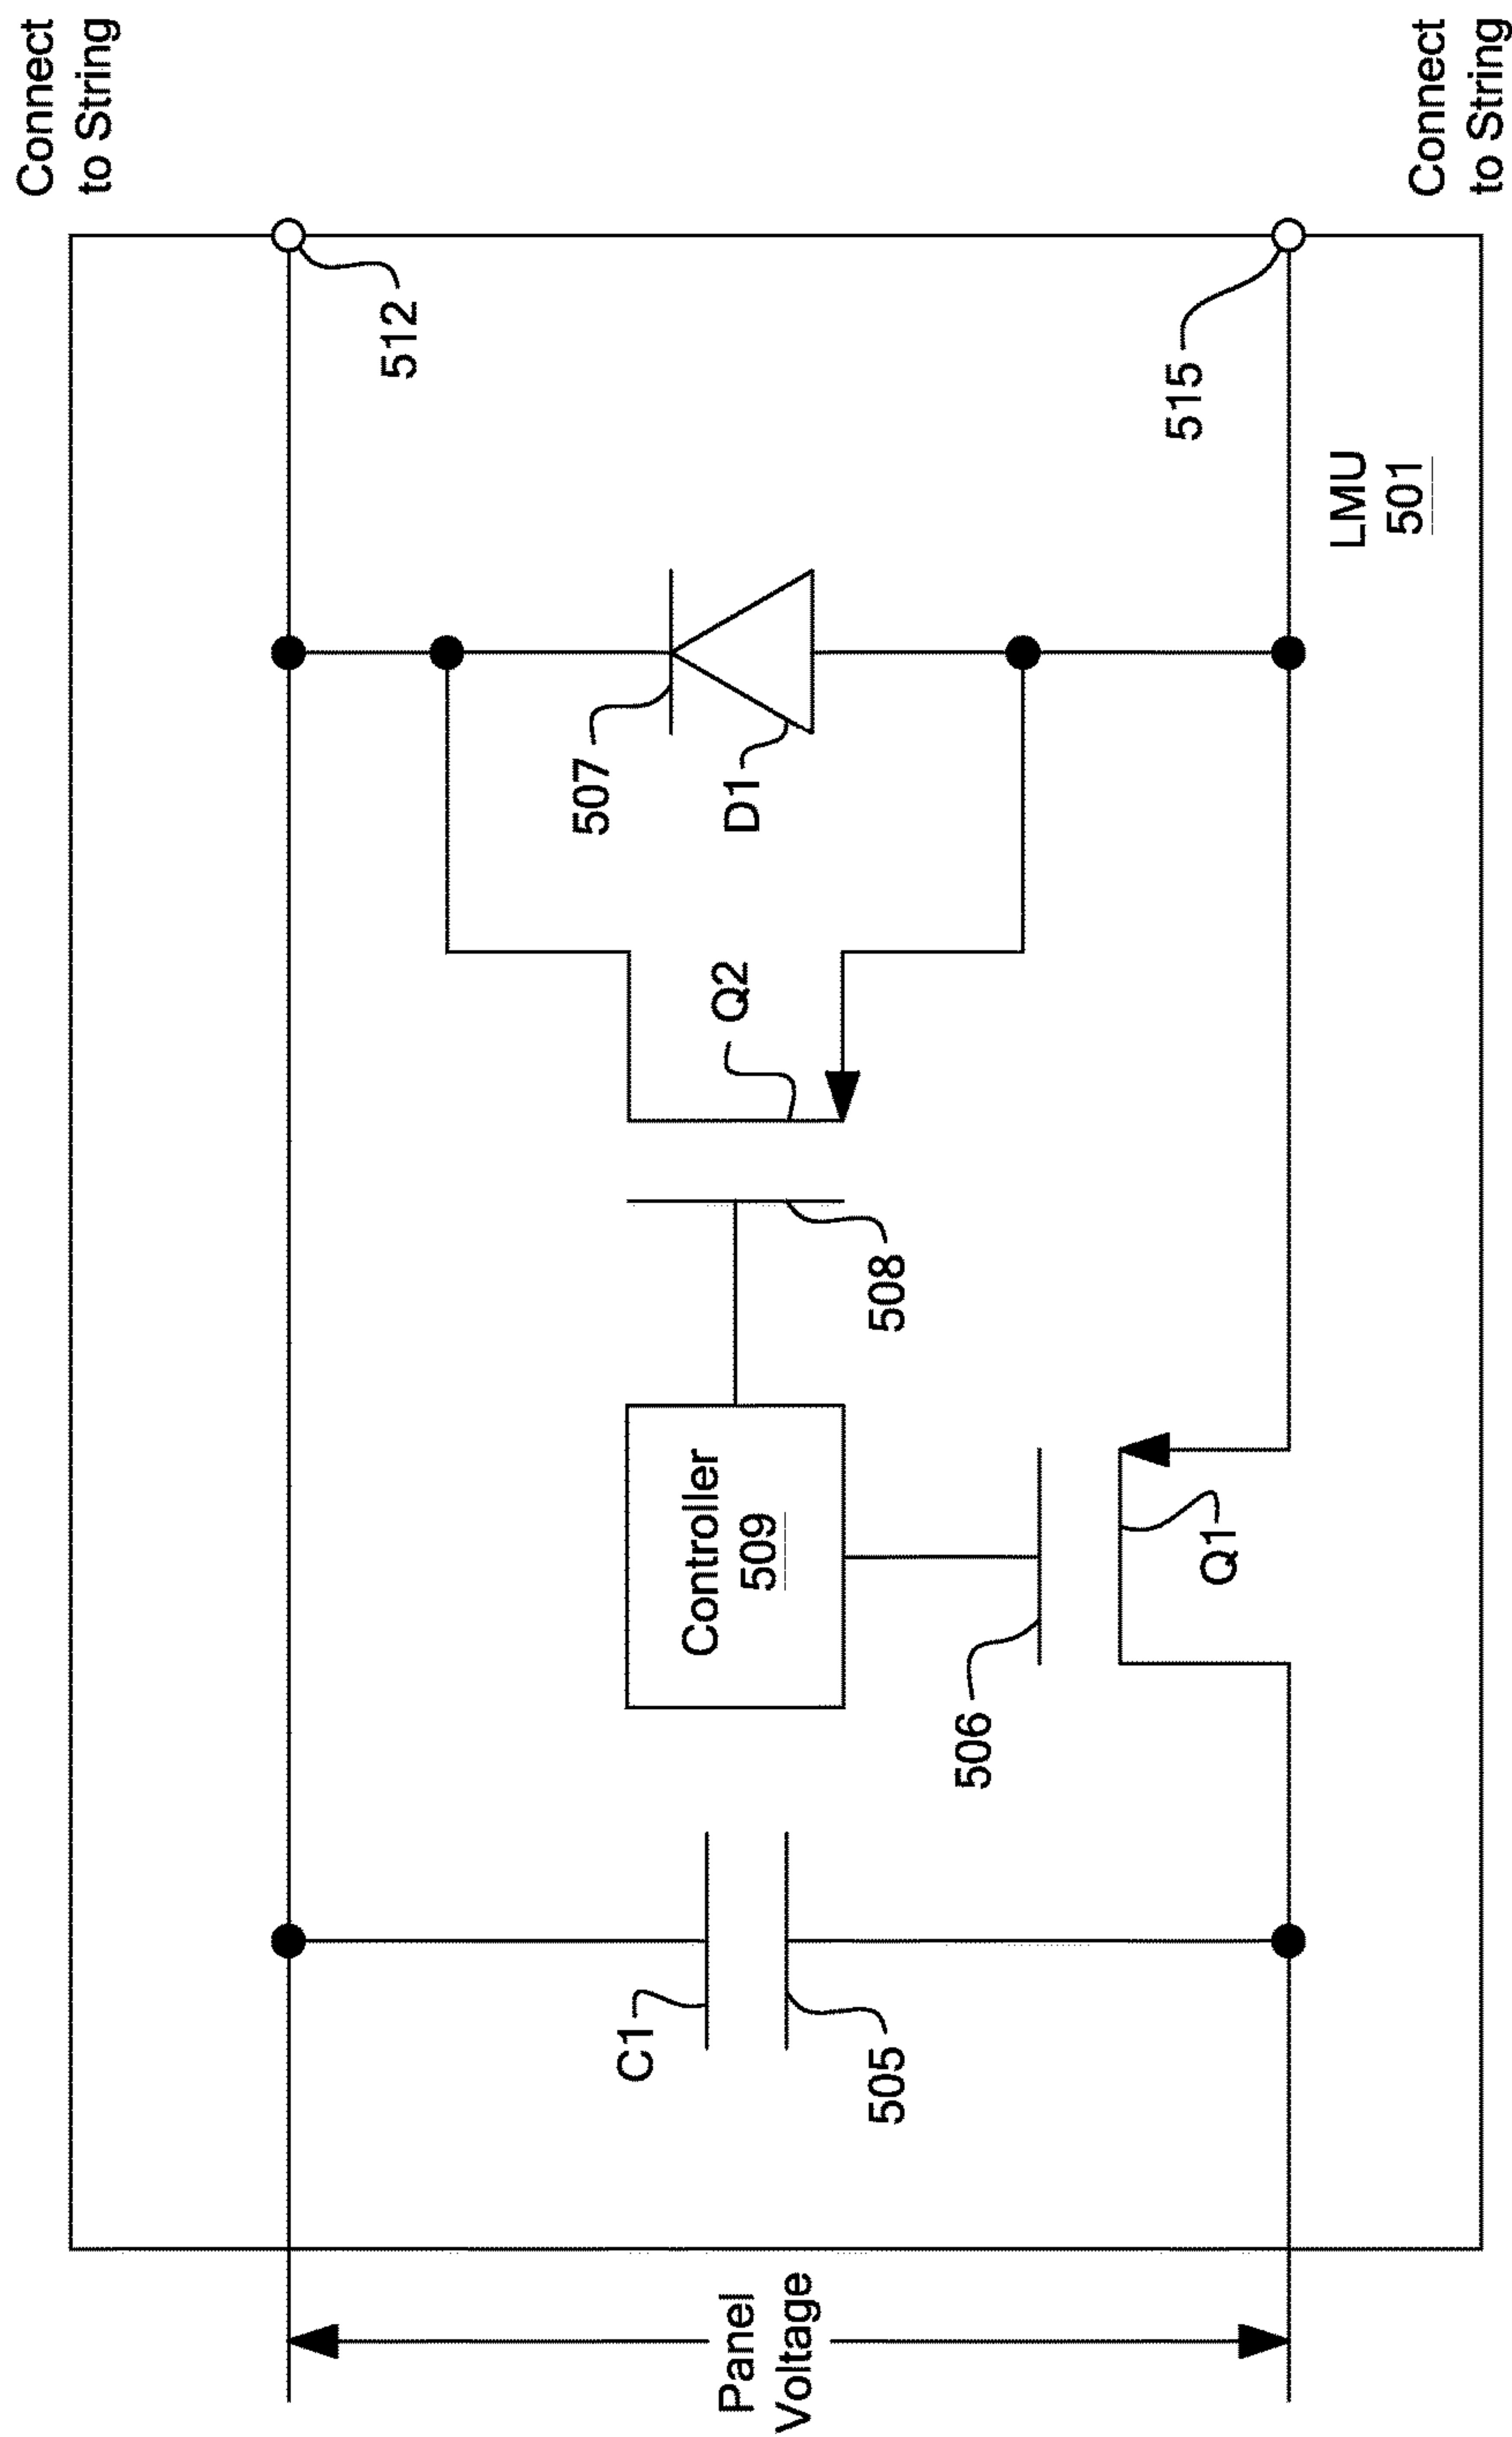 Panel
Voltage
C1
505
Controller
509
506
Q1
508
Q2
507
D1
512
515
LMU
501
Connect
to String
Connect
to String